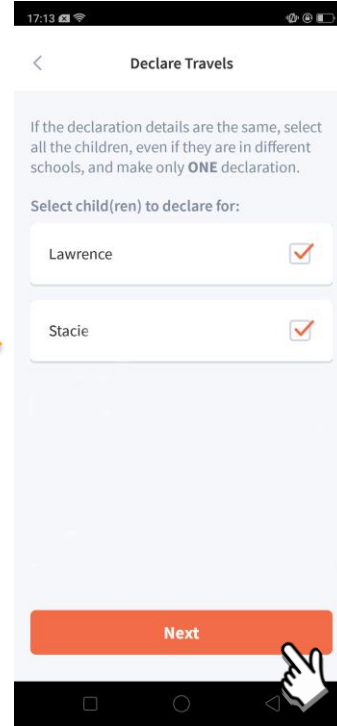 17:13
Declare Travels
If the declaration details are the same, select
all the children, even if they are in different
schools, and make only ONE declaration.
Select child(ren) to declare for:
Lawrence
Stacie
Next